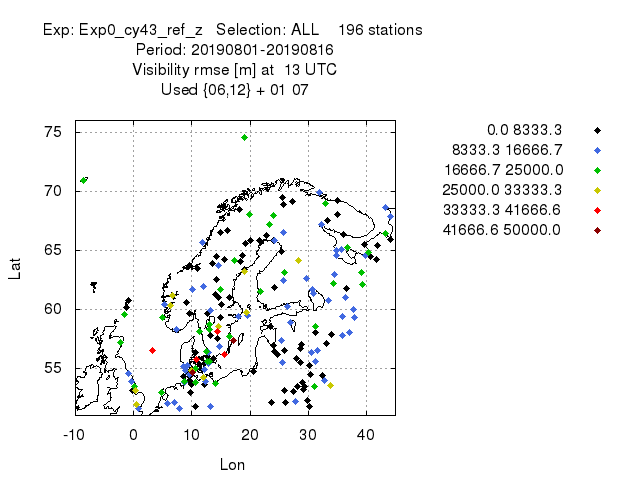 Exp: Exp0_cy43_ref_z   Selection: ALL    196 stations
Period: 20190801-20190816
Visibility rmse [m] at  13 UTC
Used {06,12} + 01 07
0.0 8333.3
8333.3 16666.7
16666.7 25000.0
25000.0 33333.3
33333.3 41666.6
41666.6 50000.0
75
70
65
60
55
Lat
-10 0 10 20 30 40
Lon